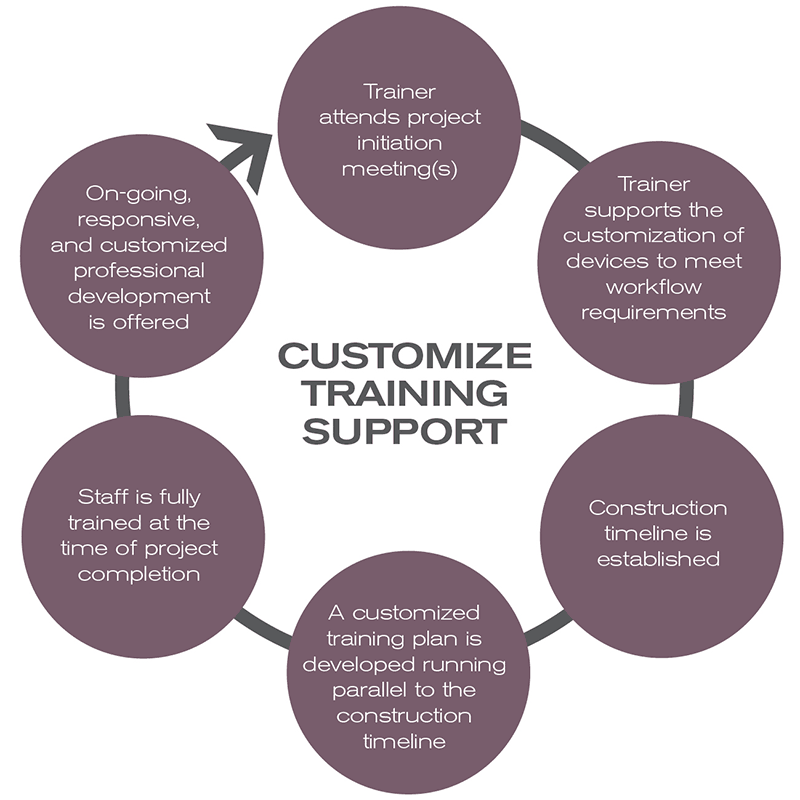 Trainer
attends project
initiation
meeting(s)
Trainer
supports the
customization of
devices to meet
workflow
requirements
Construction
timeline is
established
A customized
training plan is
developed running
parallel to the
construction
timeline
Staff is fully
trained at the
time of project
completion
On-going,
responsive,
and customized
professional
development
is offered
CUSTOMIZE
TRAINING
SUPPORT